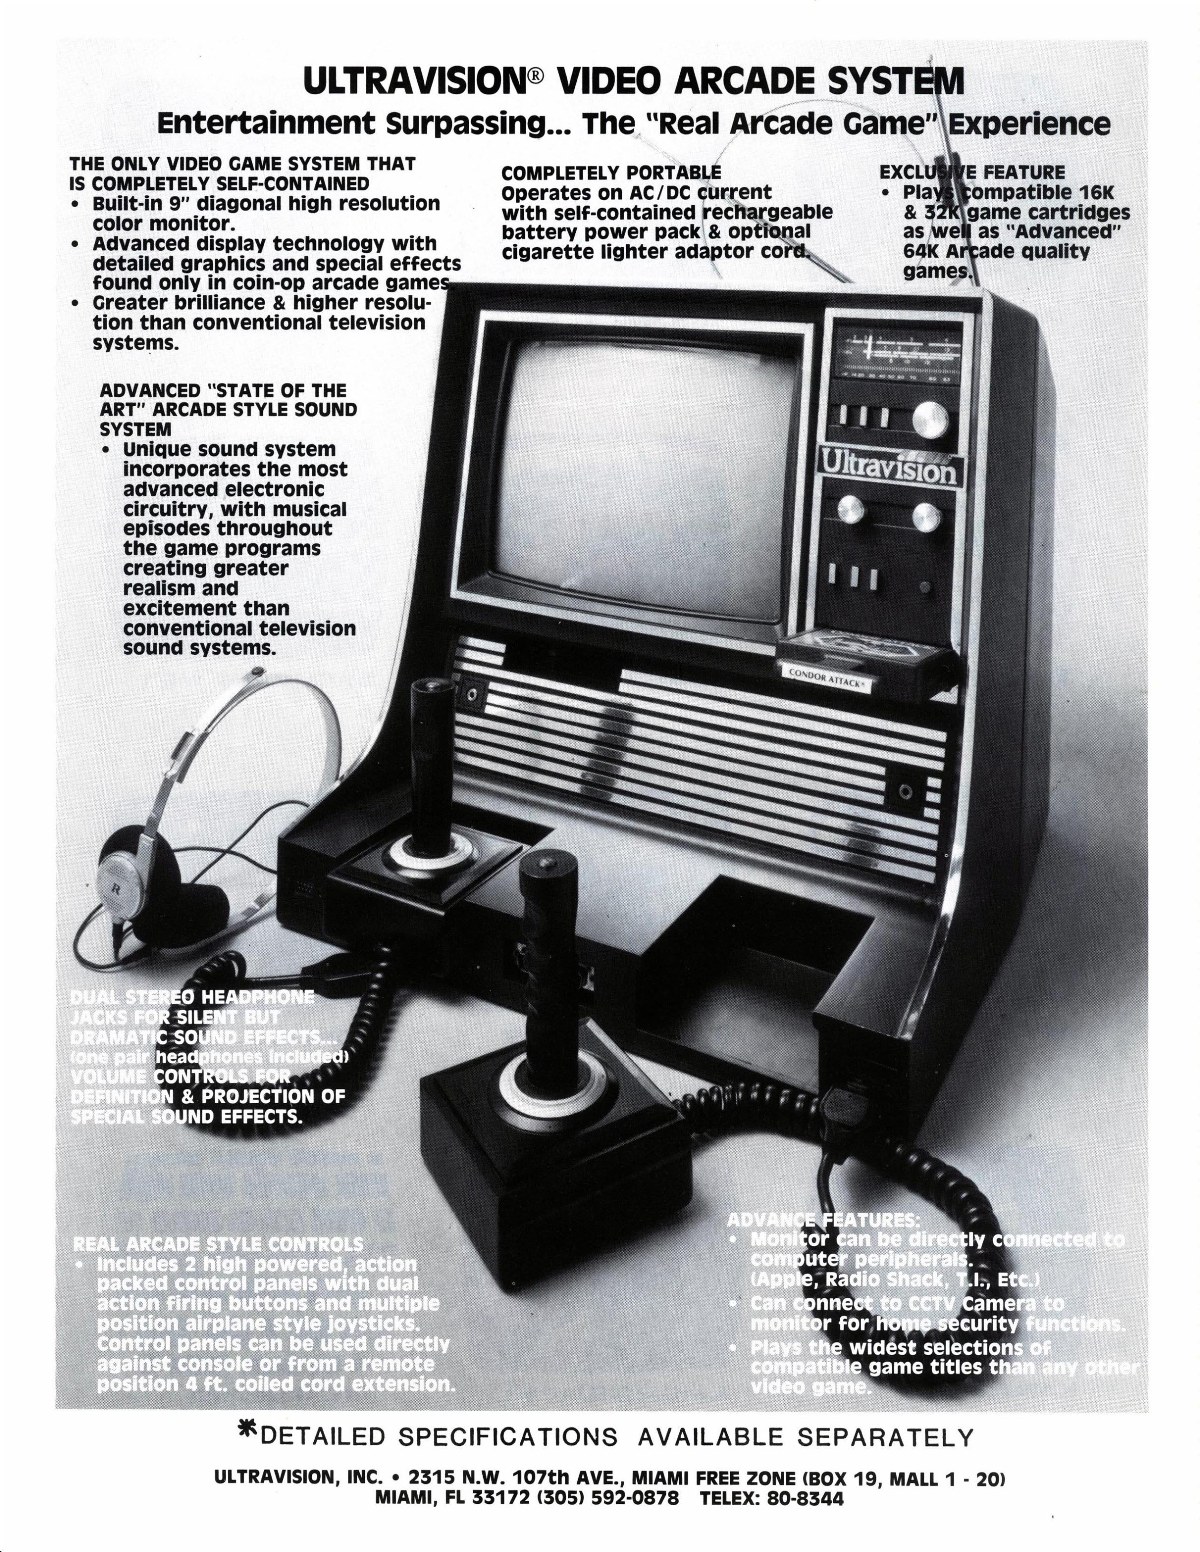 ULTRAVISION® VIDEO ARCADE SYSTEM
Entertainment Surpassing... The "Real Arcade Game" Experience
THE ONLY VIDEO GAME SYSTEM THAT
IS COMPLETELY SELF-CONTAINED
• Built-in 9" diagonal high resolution
color monitor.
• Advanced display technology with
detailed graphics and special effects
found only in coin-op arcade games.
• Greater brilliance & higher resolu-
tion than conventional television
systems.
COMPLETELY PORTABLE
Operates on AC/DC current
with self-contained rechargeable
battery power pack & optional
cigarette lighter adaptor cord.
EXCLUSIVE FEATURE
• Plays compatible 16K
& 32K game cartridges
as well as "Advanced"
64K Arcade quality
games.
ADVANCED "STATE OF THE
ART" ARCADE STYLE SOUND
SYSTEM
• Unique sound system
incorporates the most
advanced electronic
circuitry, with musical
episodes throughout
the game programs
creating greater
realism and
excitement than
conventional television
sound systems.
Ultravision
CONDOR ATTACK
R
DUAL STEREO HEADPHONE
JACKS FOR SILENT BUT
DRAMATIC SOUND EFFECTS...
(one pair headphones included)
VOLUME CONTROLS FOR
DEFINITION & PROJECTION OF
SPECIAL SOUND EFFECTS.
REAL ARCADE STYLE CONTROLS
• Includes 2 high powered, action
packed control panels with dual
action firing buttons and multiple
position airplane style joysticks.
Control panels can be used directly
against console or from a remote
position 4 ft. coiled cord extension.
ADVANCE FEATURES:
• Monitor can be directly connected to
computer peripherals.
(Apple, Radio Shack, T.I., Etc.)
• Can connect to CCTV Camera to
monitor for home security functions.
• Plays the widest selections of
compatible game titles than any other
video game.
*DETAILED SPECIFICATIONS AVAILABLE SEPARATELY
ULTRAVISION, INC. • 2315 N.W. 107th AVE., MIAMI FREE ZONE (BOX 19, MALL 1 - 20)
MIAMI, FL 33172 (305) 592-0878 TELEX: 80-8344